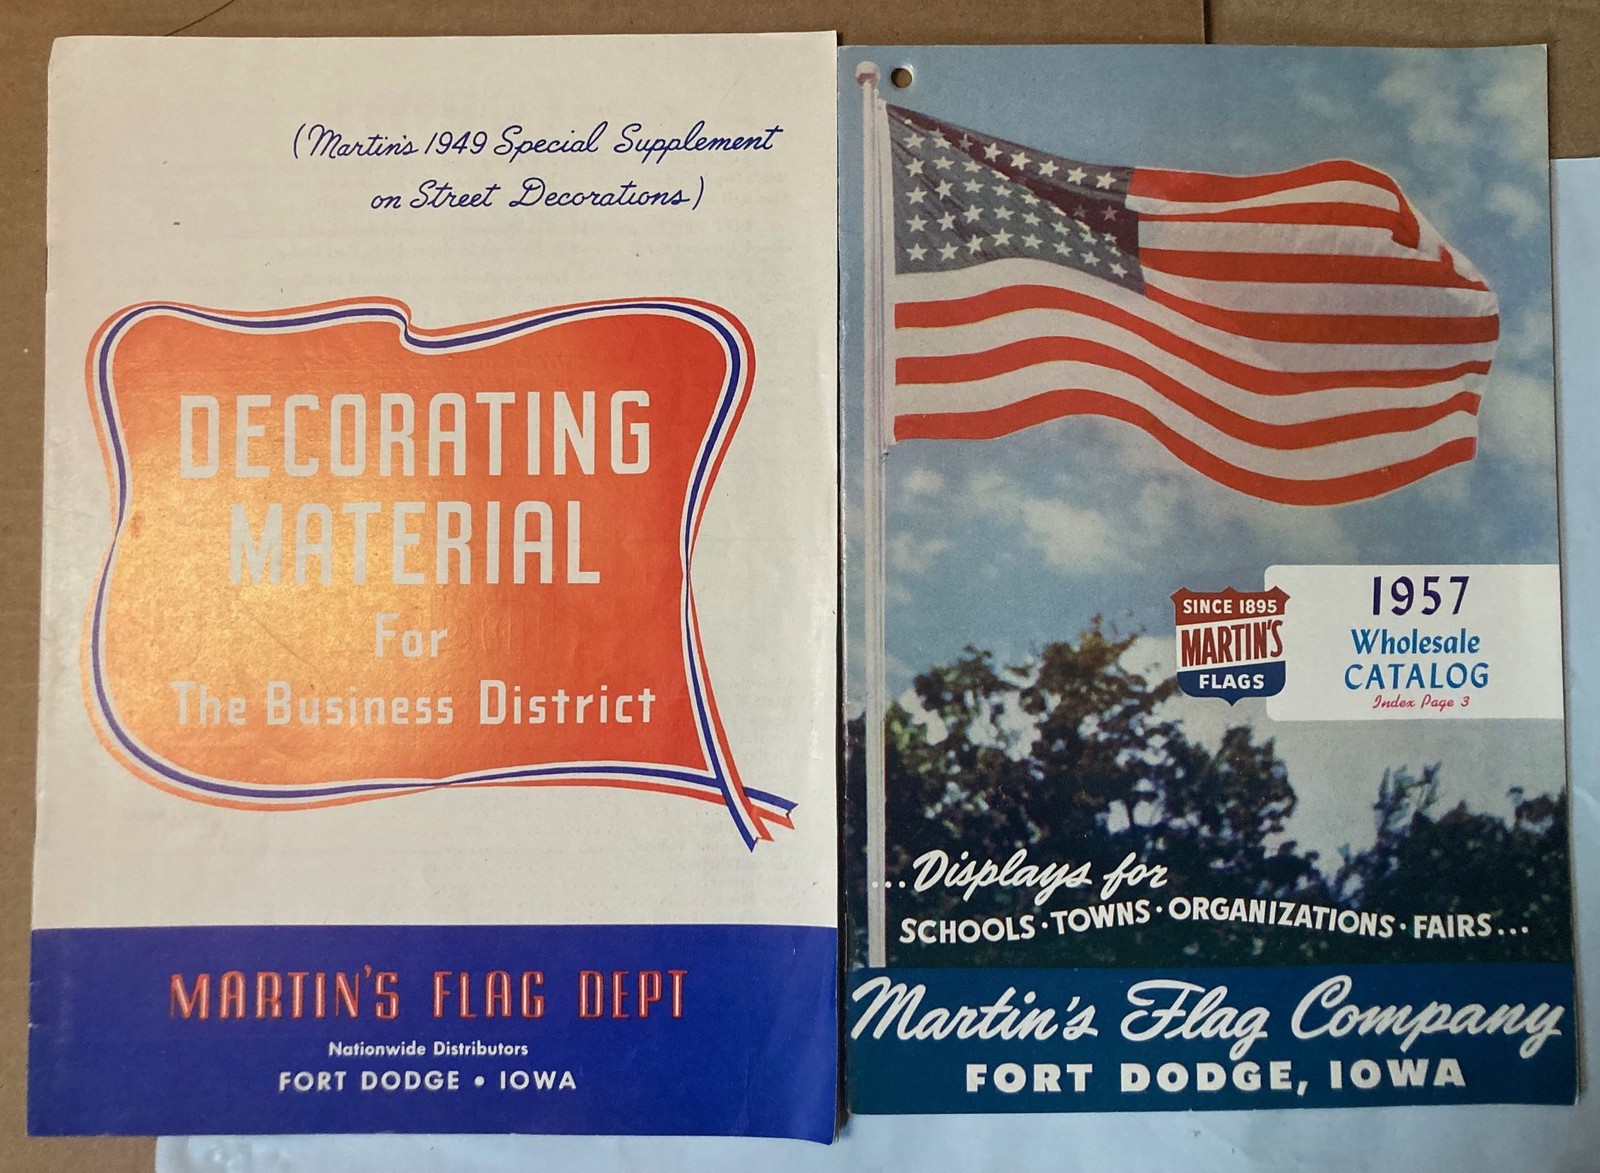 (Martin's 1949 Special Supplement
on Street Decorations)
DECORATING
MATERIAL
For
The Business District
MARTIN'S FLAG DEPT
Nationwide Distributors
FORT DODGE • IOWA
SINCE 1895
MARTIN'S
FLAGS
1957
Wholesale
CATALOG
Index Page 3
...Displays for
SCHOOLS · TOWNS · ORGANIZATIONS · FAIRS...
Martin's Flag Company
FORT DODGE, IOWA